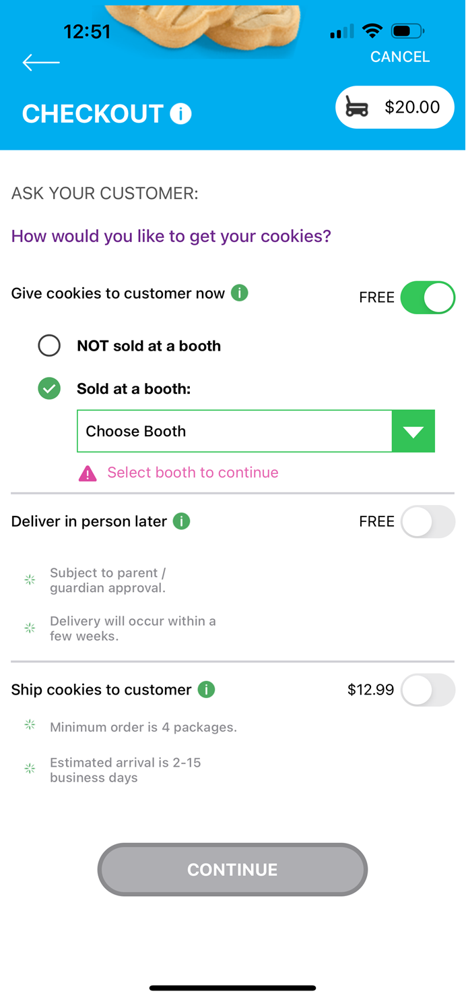 12:51
CANCEL
CHECKOUT
$20.00
ASK YOUR CUSTOMER:
How would you like to get your cookies?
Give cookies to customer now
FREE
NOT sold at a booth
Sold at a booth:
Choose Booth
Select booth to continue
Deliver in person later
FREE
Subject to parent /
guardian approval.
Delivery will occur within a
few weeks.
Ship cookies to customer
$12.99
Minimum order is 4 packages.
Estimated arrival is 2-15
business days
CONTINUE